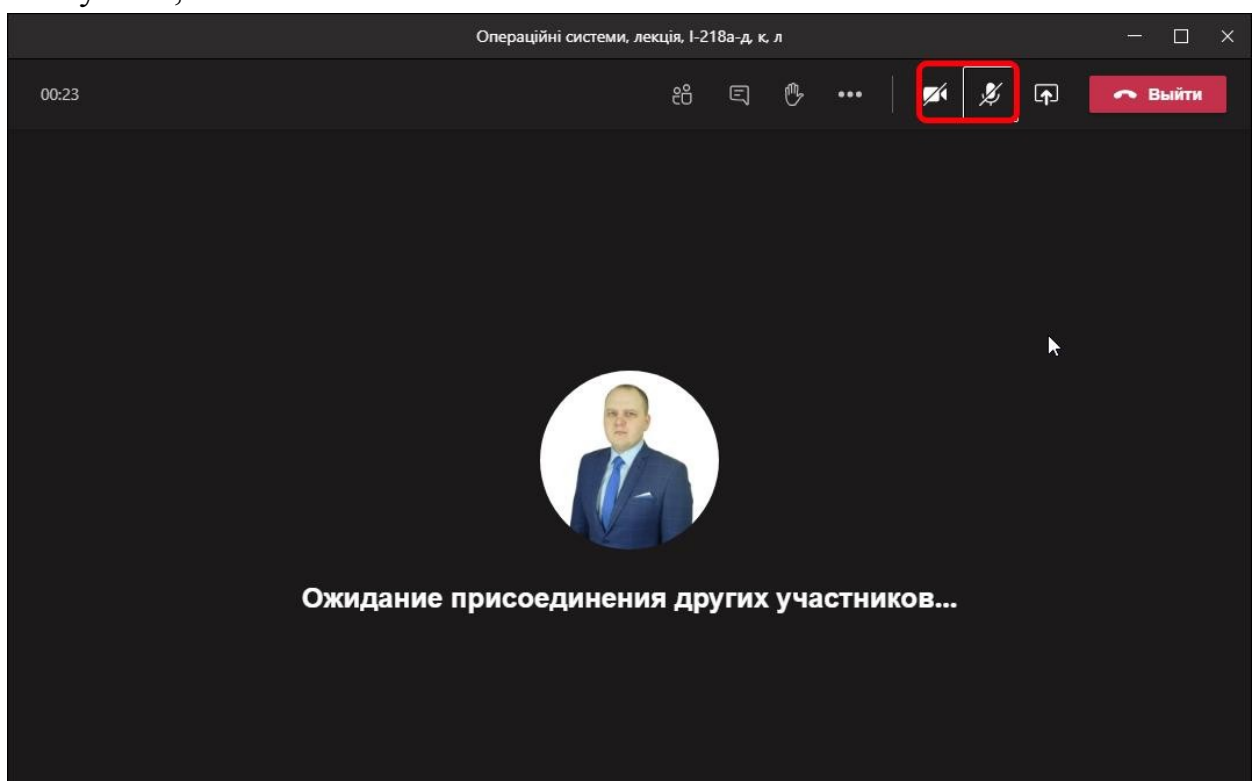 Операційні системи, лекція, І-218а-д, к, л
00:23
Выйти
Ожидание присоединения других участников...